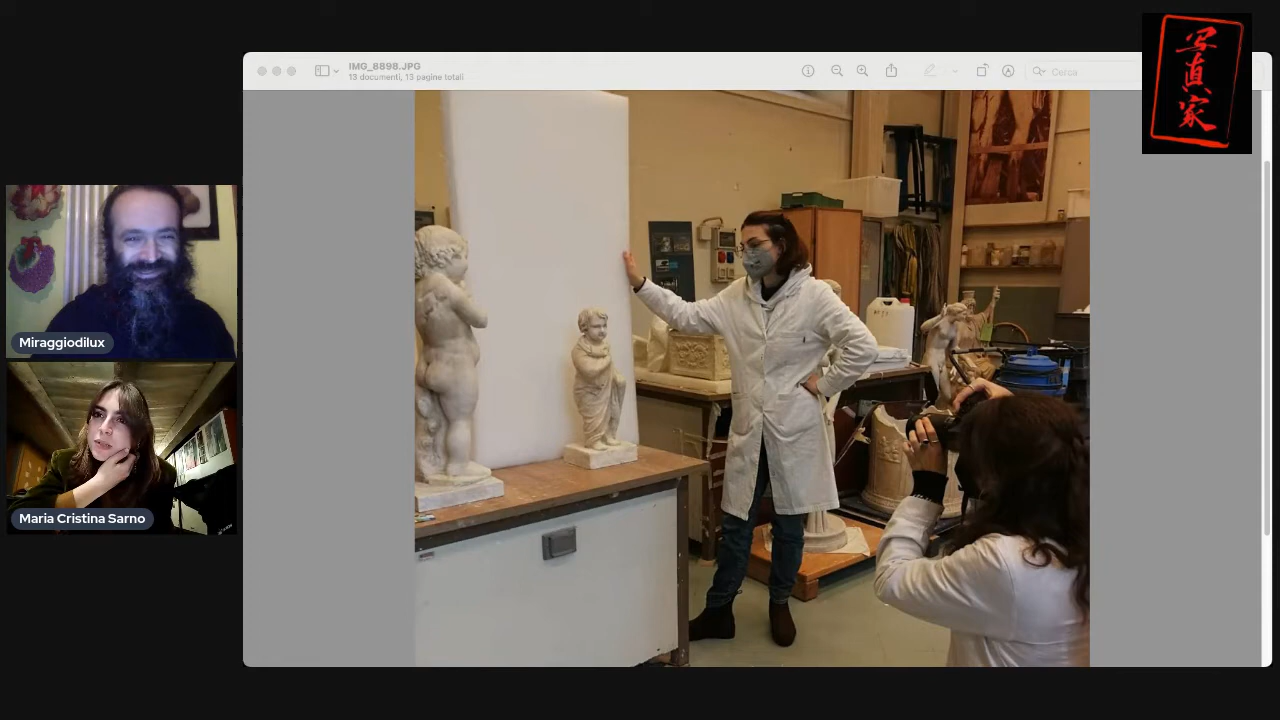 IMG_8898.JPG
13 documenti, 13 pagine totali
Cerca
写
真
家
Miraggiodilux
Maria Cristina Sarno